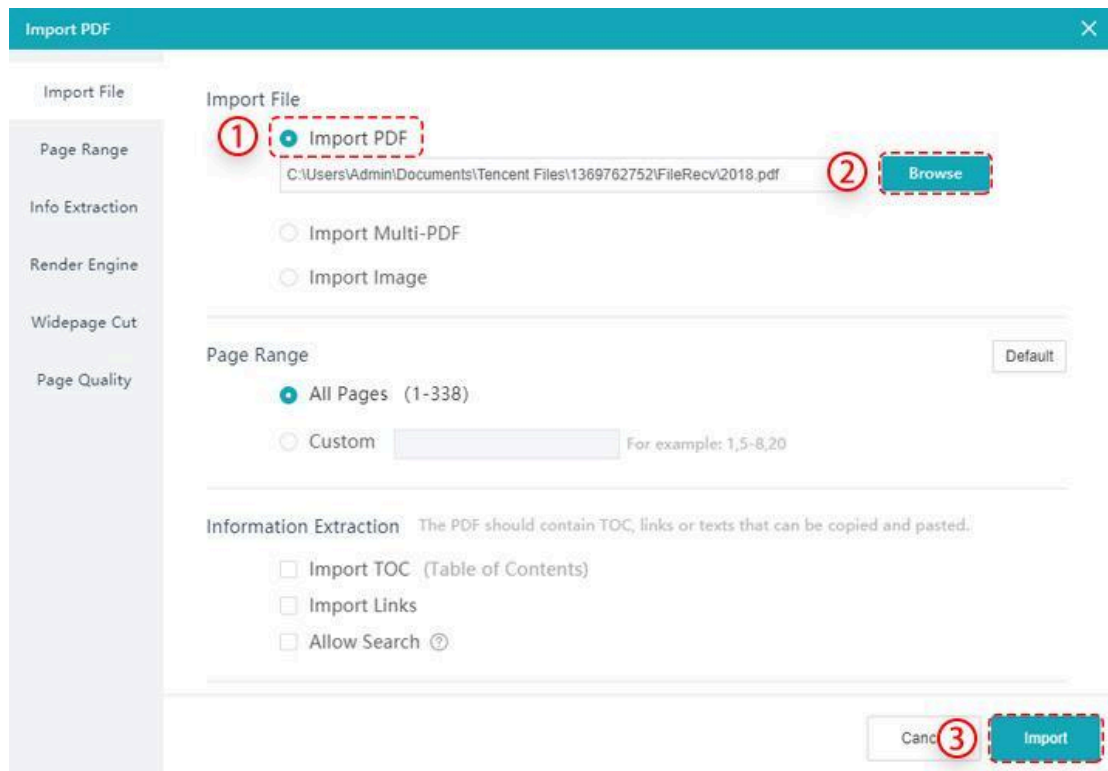 Import PDF
Import File
Page Range
Info Extraction
Render Engine
Widepage Cut
Page Quality
Import File
① Import PDF
C:\Users\Admin\Documents\Tencent Files\1369762752\FileRecv\2018.pdf ② Browse
Import Multi-PDF
Import Image
Page Range Default
All Pages (1-338)
Custom For example: 1,5-8,20
Information Extraction The PDF should contain TOC, links or texts that can be copied and pasted.
Import TOC (Table of Contents)
Import Links
Allow Search ?
Canc ③ Import